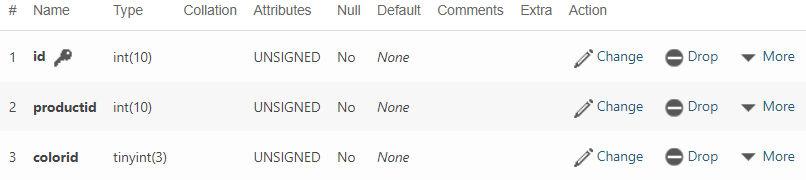 # Name Type Collation Attributes Null Default Comments Extra Action
1 id int(10) UNSIGNED No None Change Drop More
2 productid int(10) UNSIGNED No None Change Drop More
3 colorid tinyint(3) UNSIGNED No None Change Drop More